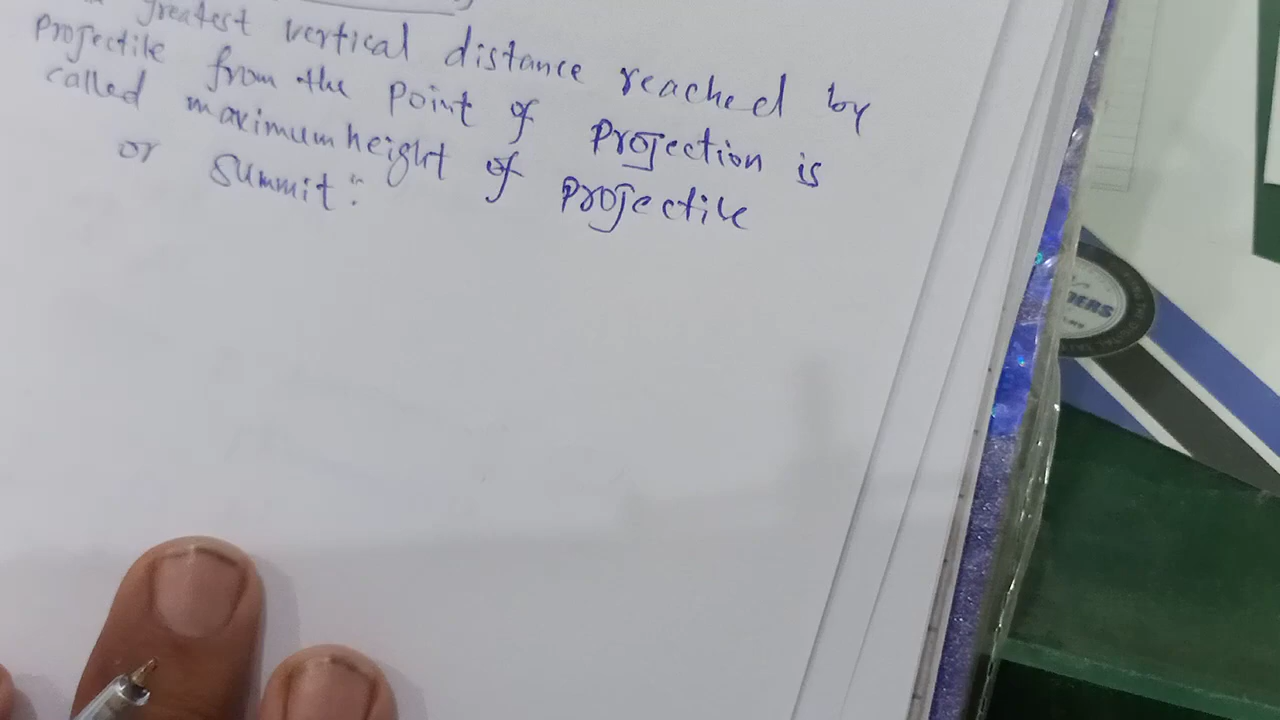 greatest vertical distance reached by
projectile from the point of projection is
called maximum height of projectile
or summit".